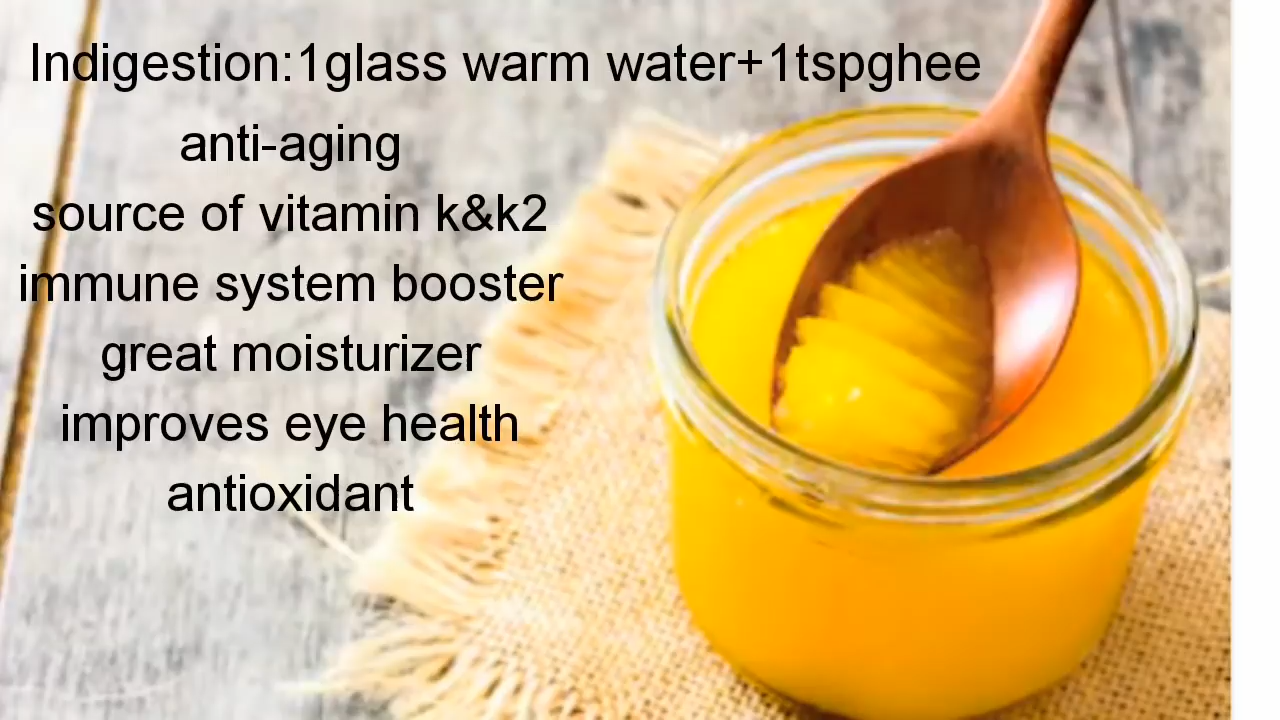 Indigestion:1glass warm water+1tspghee
anti-aging
source of vitamin k&k2
immune system booster
great moisturizer
improves eye health
antioxidant